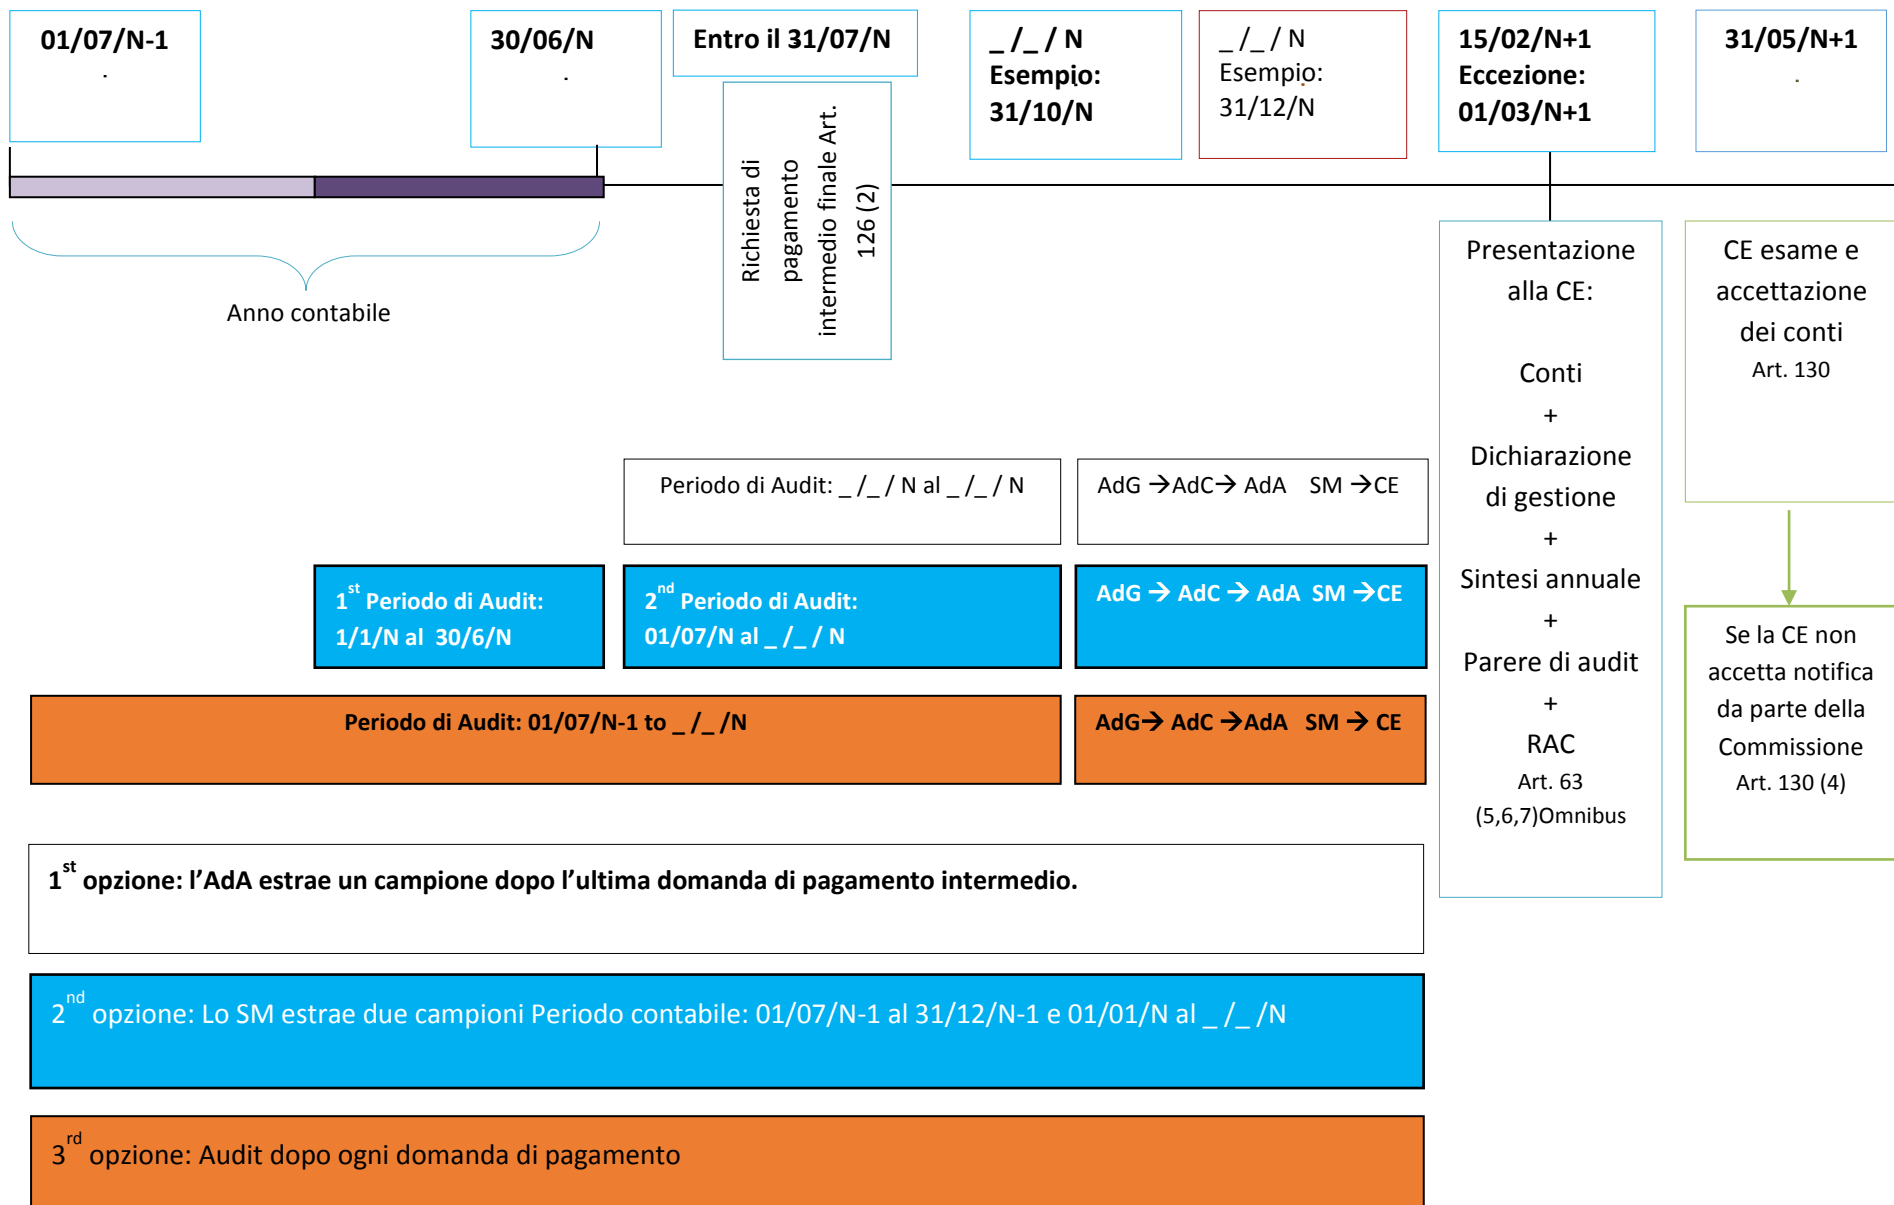 01/07/N-1
.
30/06/N
.
Entro il 31/07/N
_ /_ / N
Esempio:
31/10/N
_ /_ / N
Esempio:
31/12/N
15/02/N+1
Eccezione:
01/03/N+1
31/05/N+1
.
Richiesta di
pagamento
intermedio finale Art.
126 (2)
Anno contabile
Presentazione
alla CE:
Conti
+
Dichiarazione
di gestione
+
Sintesi annuale
+
Parere di audit
+
RAC
Art. 63
(5,6,7)Omnibus
CE esame e
accettazione
dei conti
Art. 130
Se la CE non
accetta notifica
da parte della
Commissione
Art. 130 (4)
Periodo di Audit: _ /_ / N al _ /_ / N
AdG →AdC→ AdA SM →CE
1st Periodo di Audit:
1/1/N al 30/6/N
2nd Periodo di Audit:
01/07/N al _ /_ / N
AdG → AdC → AdA SM →CE
Periodo di Audit: 01/07/N-1 to _ /_ /N
AdG→ AdC →AdA SM → CE
1st opzione: l’AdA estrae un campione dopo l’ultima domanda di pagamento intermedio.
2nd opzione: Lo SM estrae due campioni Periodo contabile: 01/07/N-1 al 31/12/N-1 e 01/01/N al _ /_ /N
3rd opzione: Audit dopo ogni domanda di pagamento